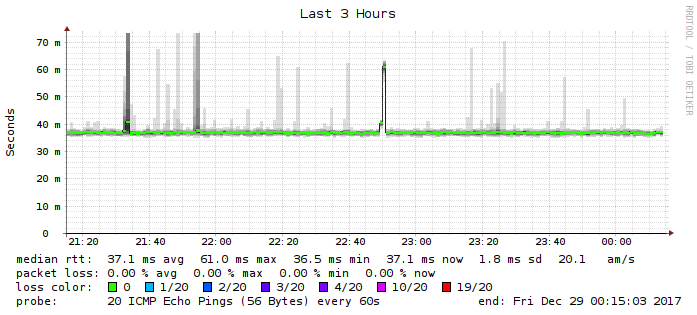 Last 3 Hours
RRDTOOL / TOBI OETIKER
Seconds
70 m
60 m
50 m
40 m
30 m
20 m
10 m
0
21:20 21:40 22:00 22:20 22:40 23:00 23:20 23:40 00:00
median rtt: 37.1 ms avg 61.0 ms max 36.5 ms min 37.1 ms now 1.8 ms sd 20.1 am/s
packet loss: 0.00 % avg 0.00 % max 0.00 % min 0.00 % now
loss color: 0 1/20 2/20 3/20 4/20 10/20 19/20
probe: 20 ICMP Echo Pings (56 Bytes) every 60s end: Fri Dec 29 00:15:03 2017